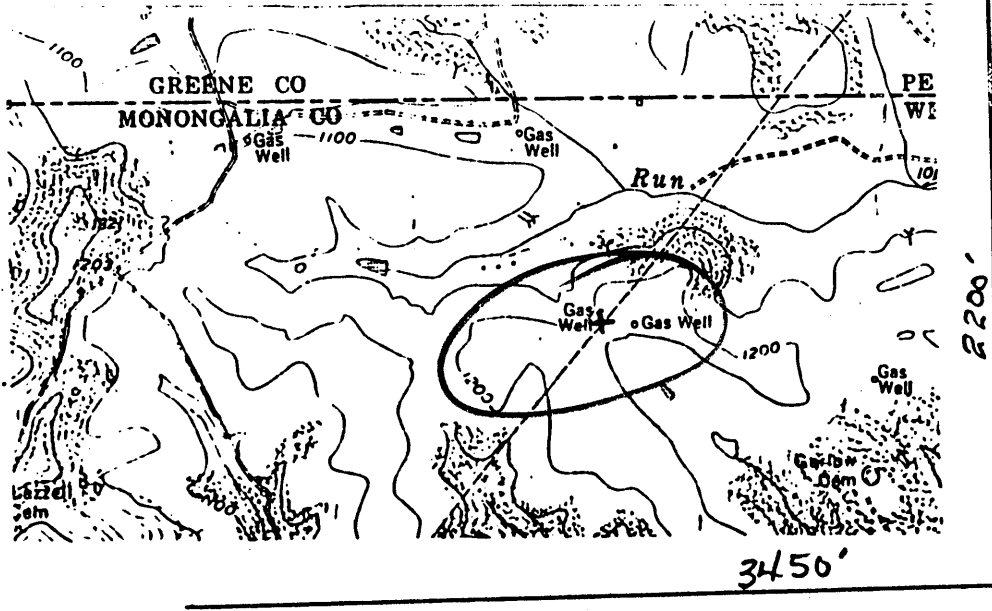 1100
GREENE CO
PE
MONONGALIA CO
Gas
Well
1100
Gas
Well
Run
1203
Gas
Well
Gas Well
1200
2200'
Gas
Well
Lazzell
Cem
3450'